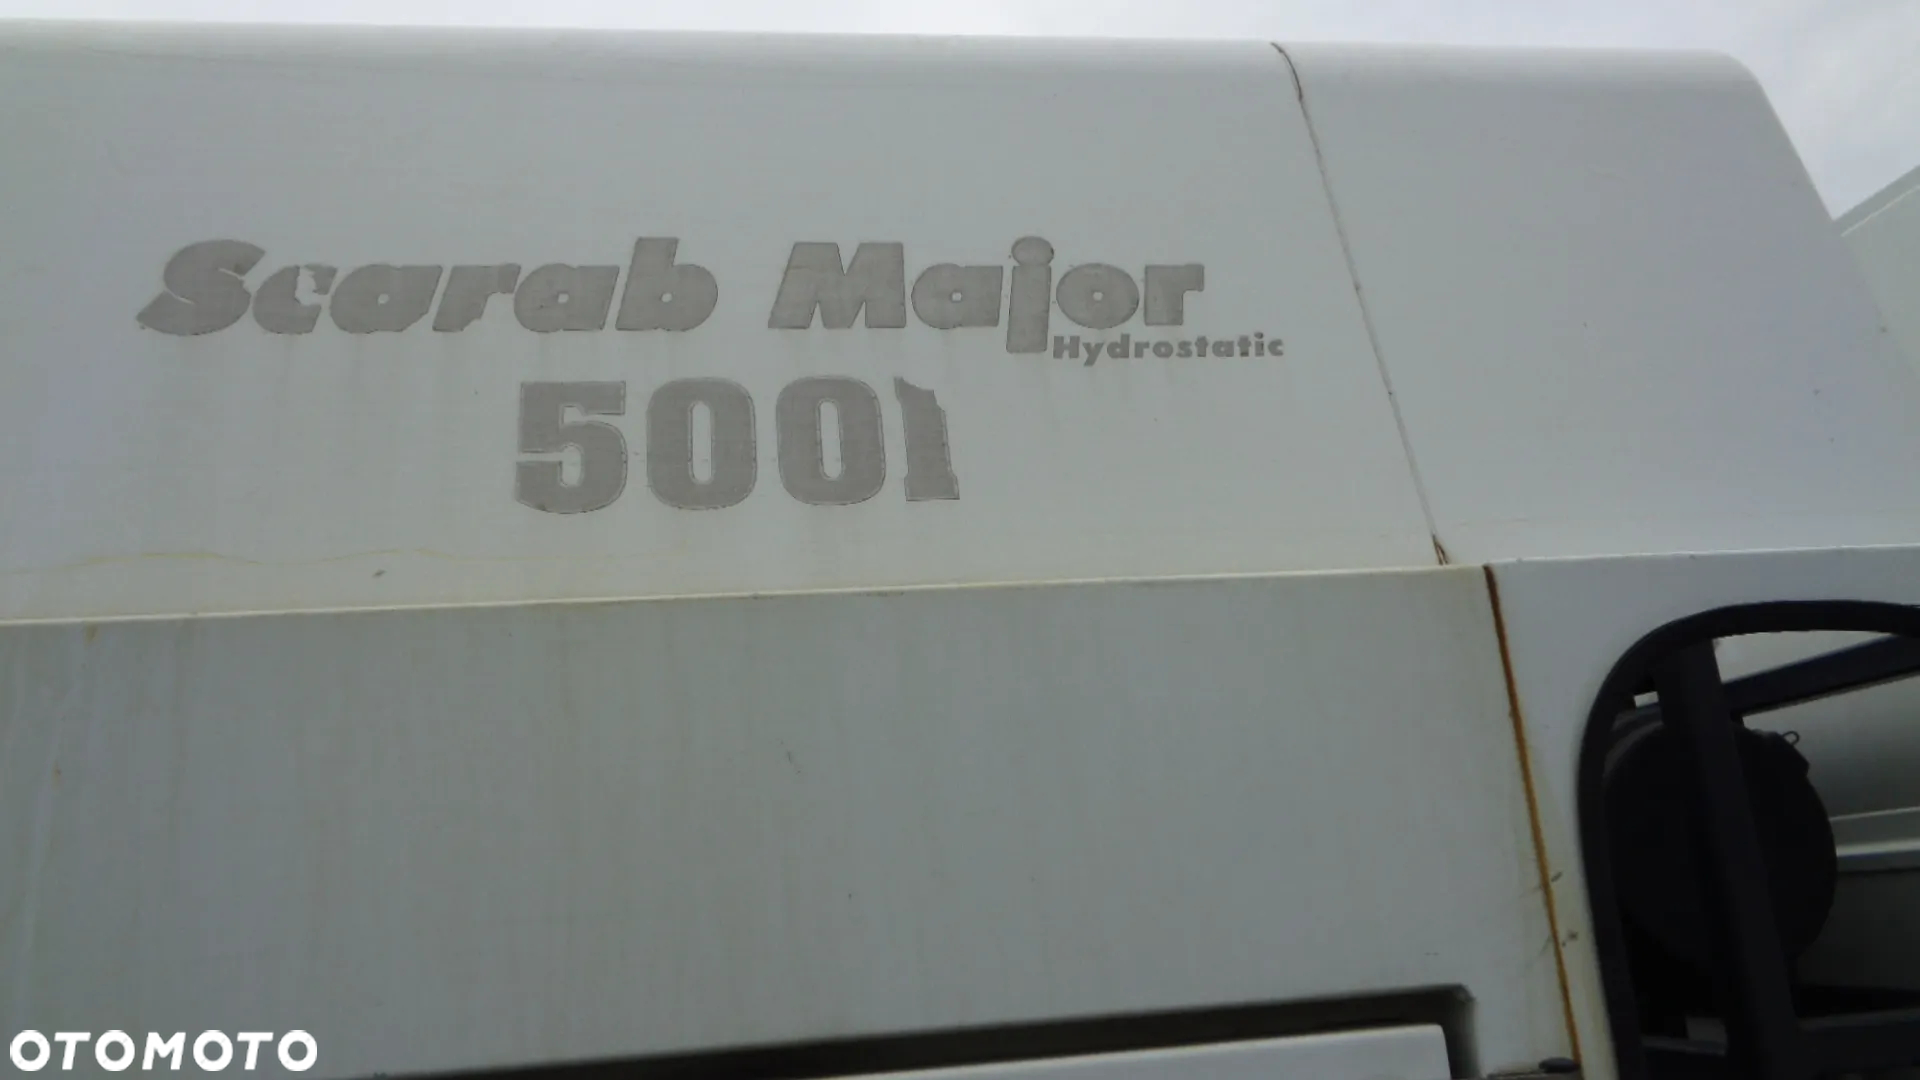 Scarab Major
Hydrostatic
5001
OTOMOTO